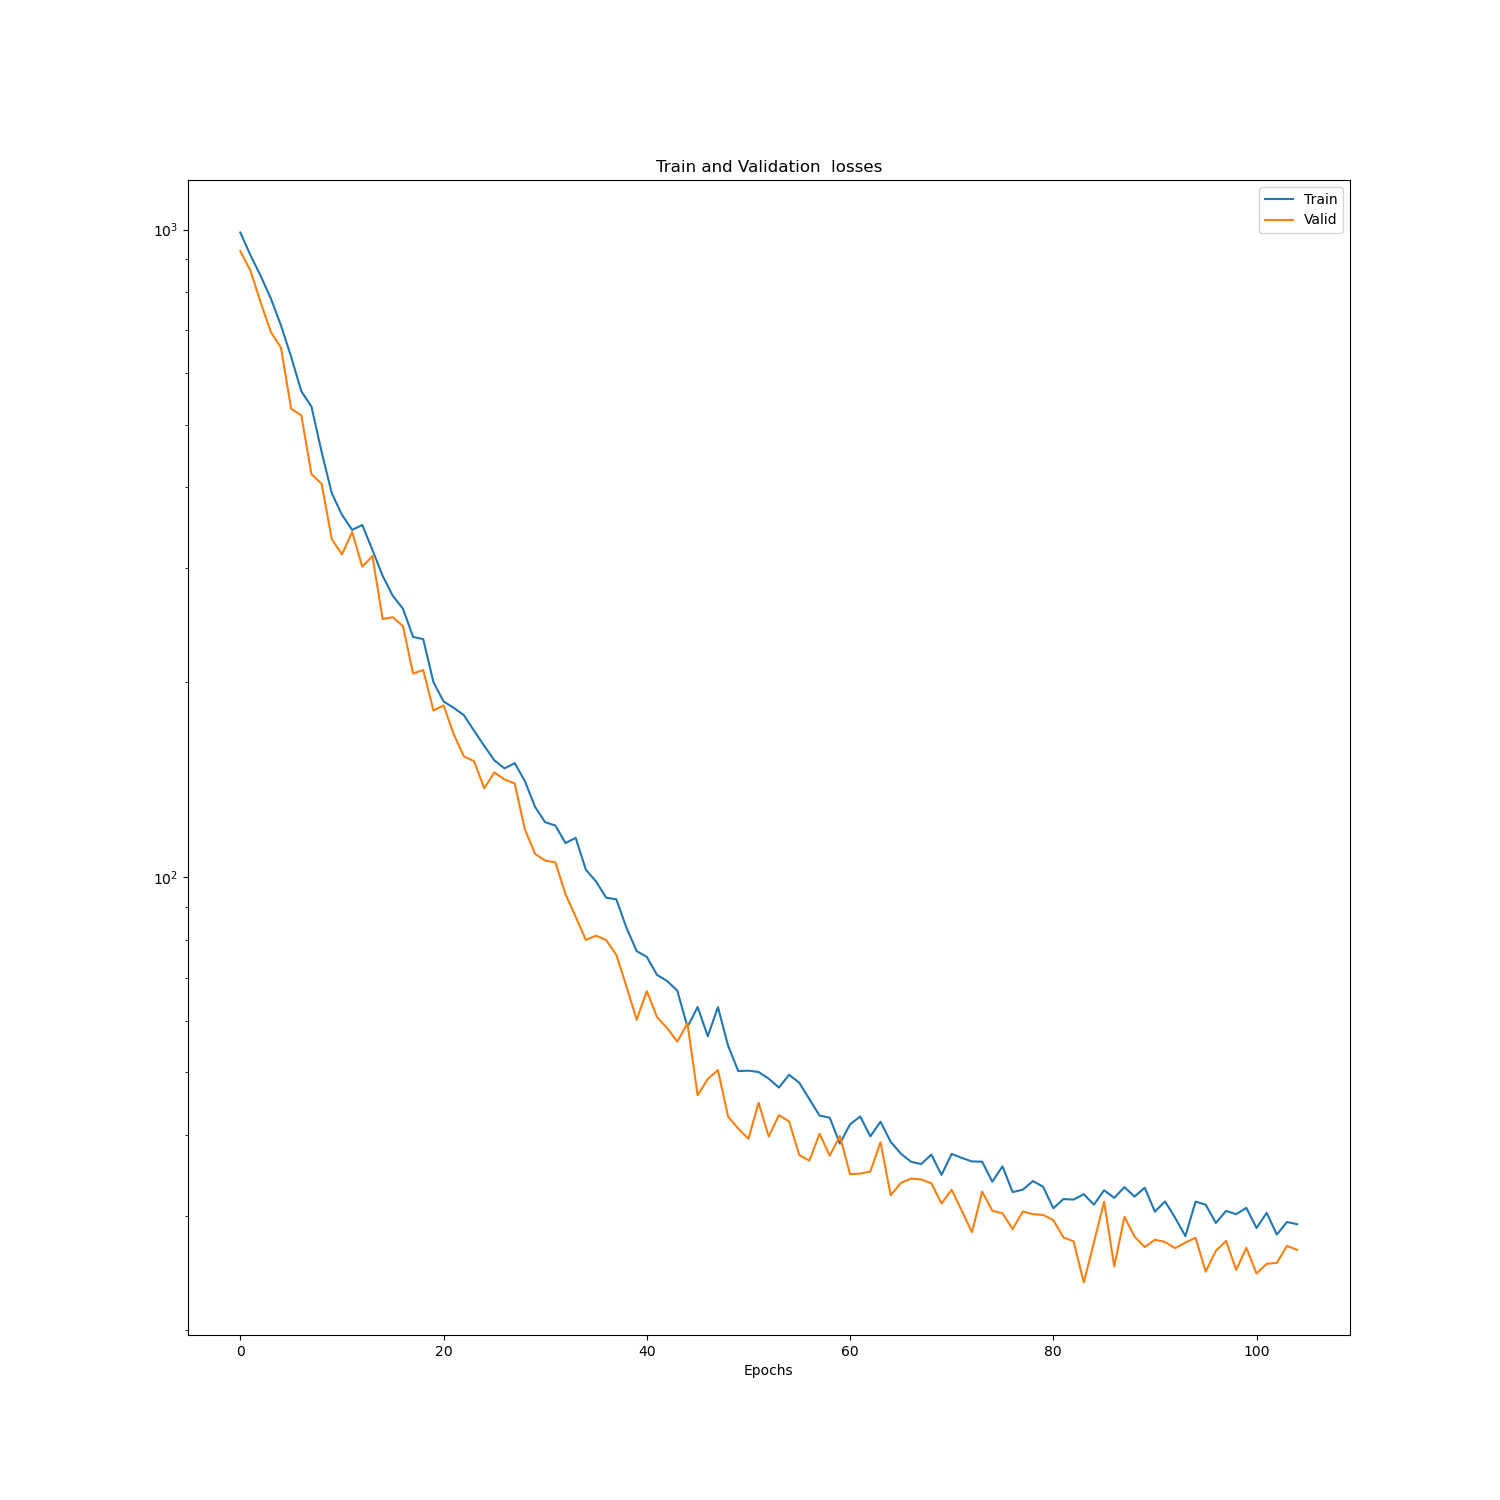 Train and Validation  losses
Train
Valid
10³
10²
0 20 40 60 80 100
Epochs